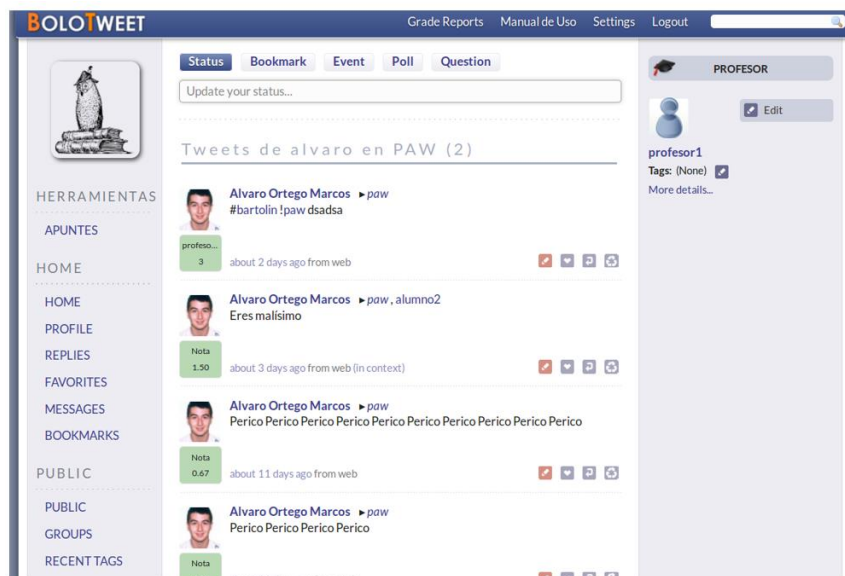 BOLOTWEET
Grade Reports Manual de Uso Settings Logout
HERRAMIENTAS
APUNTES
HOME
HOME
PROFILE
REPLIES
FAVORITES
MESSAGES
BOOKMARKS
PUBLIC
PUBLIC
GROUPS
RECENT TAGS
Status Bookmark Event Poll Question
Update your status...
Tweets de alvaro en PAW (2)
Alvaro Ortego Marcos ▸ paw
#bartolin !paw dsadsa
profeso...
3
about 2 days ago from web
Alvaro Ortego Marcos ▸ paw , alumno2
Eres malísimo
Nota
1.50
about 3 days ago from web (in context)
Alvaro Ortego Marcos ▸ paw
Perico Perico Perico Perico Perico Perico Perico Perico Perico Perico
Nota
0.67
about 11 days ago from web
Alvaro Ortego Marcos ▸ paw
Perico Perico Perico Perico
Nota
PROFESOR
Edit
profesor1
Tags: (None)
More details...